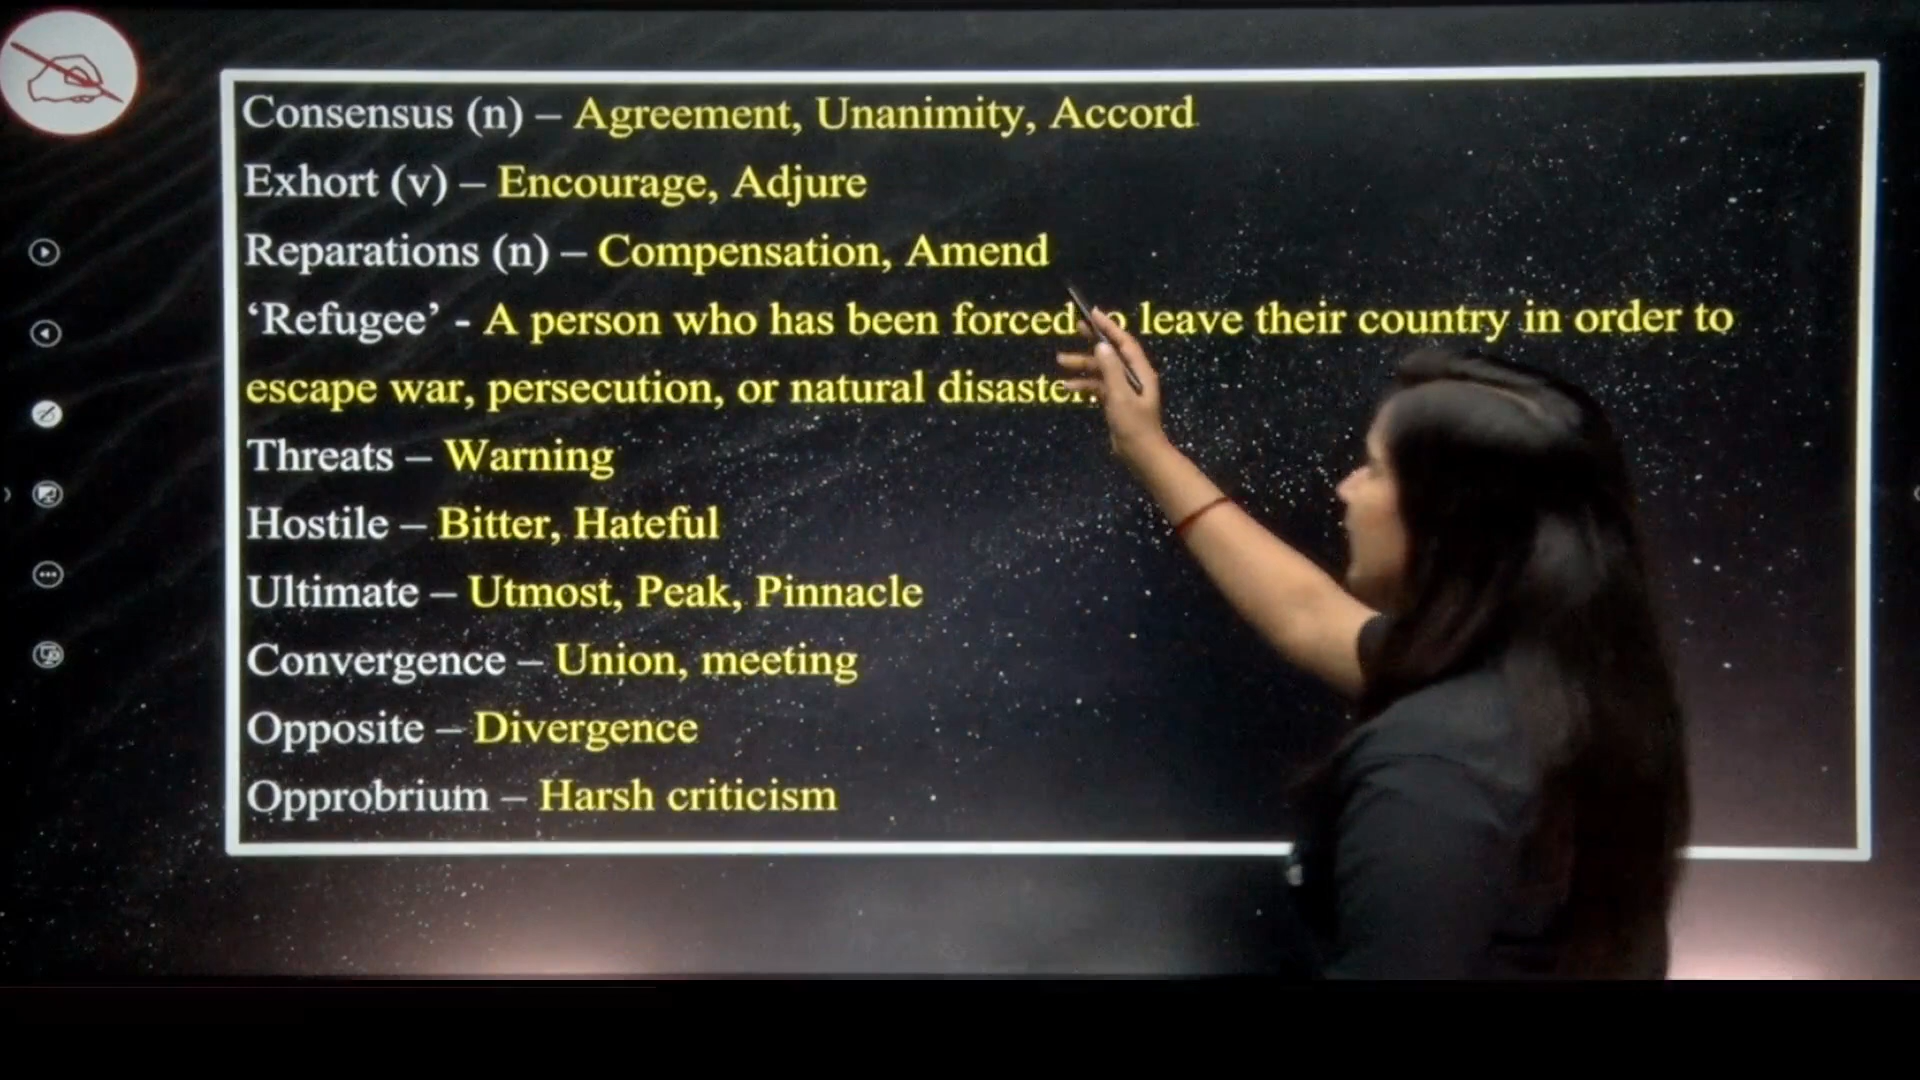 Consensus (n) – Agreement, Unanimity, Accord
Exhort (v) – Encourage, Adjure
Reparations (n) – Compensation, Amend
‘Refugee’ - A person who has been forced leave their country in order to
escape war, persecution, or natural disaster.
Threats – Warning
Hostile – Bitter, Hateful
Ultimate – Utmost, Peak, Pinnacle
Convergence – Union, meeting
Opposite – Divergence
Opprobrium – Harsh criticism